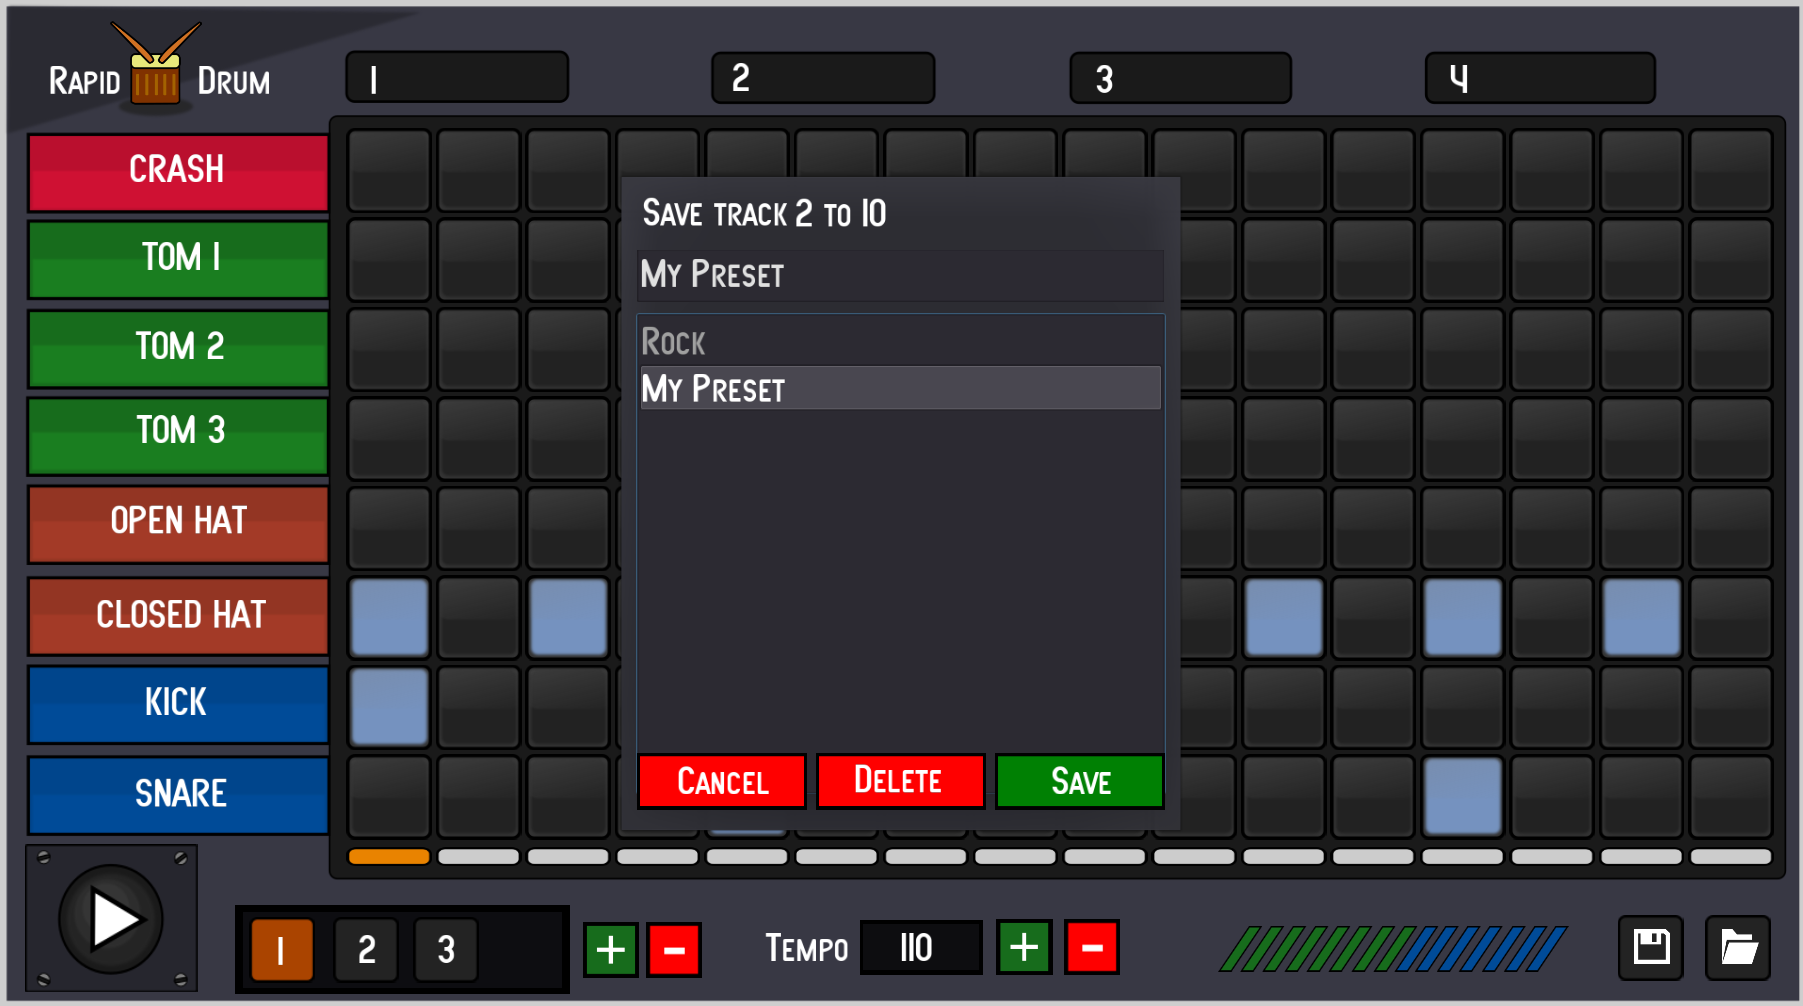 Rapid Drum
1 2 3 4
CRASH
TOM 1
TOM 2
TOM 3
OPEN HAT
CLOSED HAT
KICK
SNARE
Save track 2 to 10
My Preset
Rock
My Preset
Cancel Delete Save
1 2 3 + - Tempo 110 + -